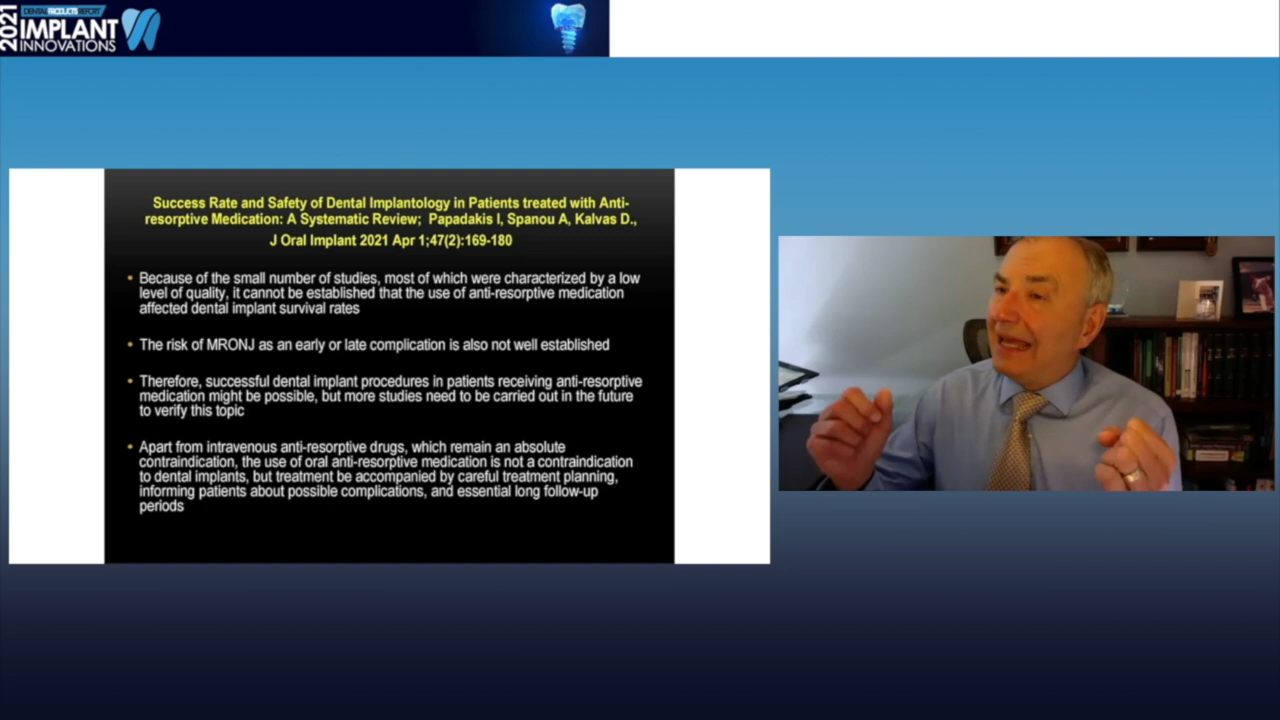 2021
DENTAL PRODUCTS REPORT
IMPLANT
INNOVATIONS
Success Rate and Safety of Dental Implantology in Patients treated with Anti-
resorptive Medication: A Systematic Review; Papadakis I, Spanou A, Kalvas D.,
J Oral Implant 2021 Apr 1;47(2):169-180
• Because of the small number of studies, most of which were characterized by a low
level of quality, it cannot be established that the use of anti-resorptive medication
affected dental implant survival rates
• The risk of MRONJ as an early or late complication is also not well established
• Therefore, successful dental implant procedures in patients receiving anti-resorptive
medication might be possible, but more studies need to be carried out in the future
to verify this topic
• Apart from intravenous anti-resorptive drugs, which remain an absolute
contraindication, the use of oral anti-resorptive medication is not a contraindication
to dental implants, but treatment be accompanied by careful treatment planning,
informing patients about possible complications, and essential long follow-up
periods